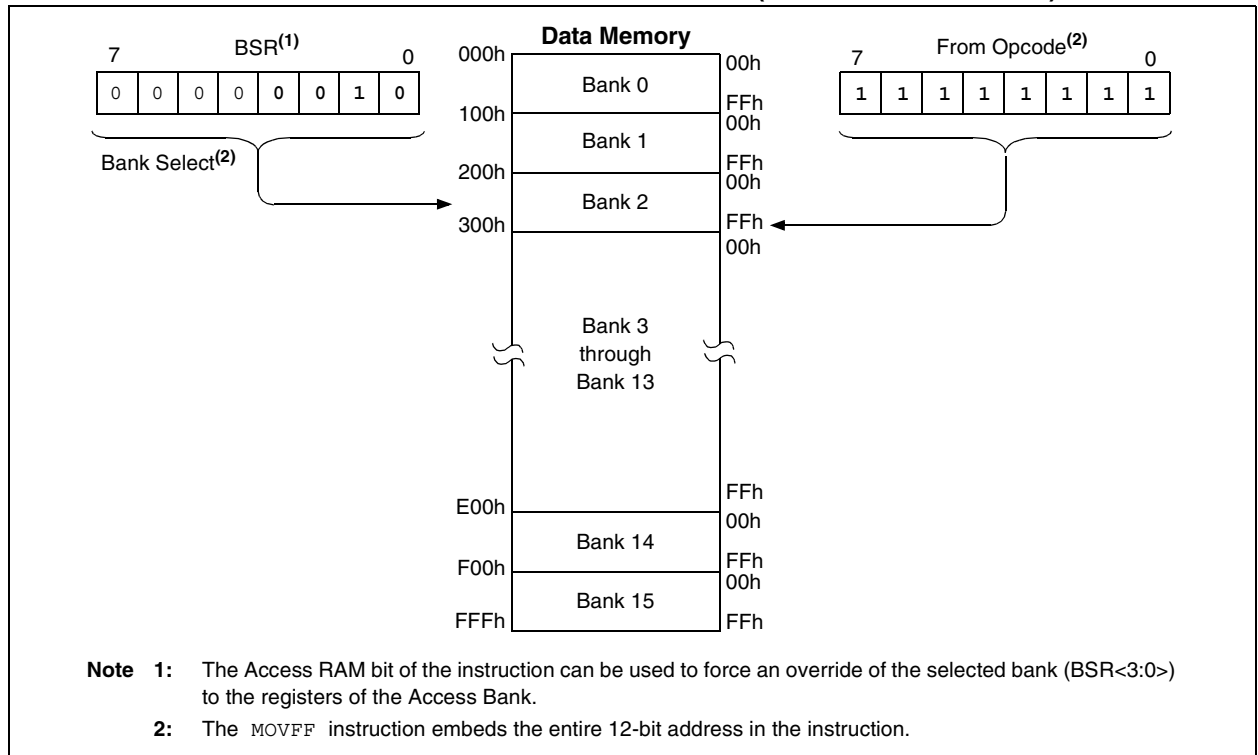 Data Memory
7 BSR(1) 0
0 0 0 0 0 0 1 0
Bank Select(2)
7 From Opcode(2) 0
1 1 1 1 1 1 1 1
000h
Bank 0
00h
FFh
100h
Bank 1
00h
FFh
200h
Bank 2
00h
FFh
300h
00h
Bank 3
through
Bank 13
FFh
E00h
Bank 14
00h
FFh
F00h
Bank 15
00h
FFFh
FFh
Note 1: The Access RAM bit of the instruction can be used to force an override of the selected bank (BSR<3:0>)
to the registers of the Access Bank.
2: The MOVFF instruction embeds the entire 12-bit address in the instruction.